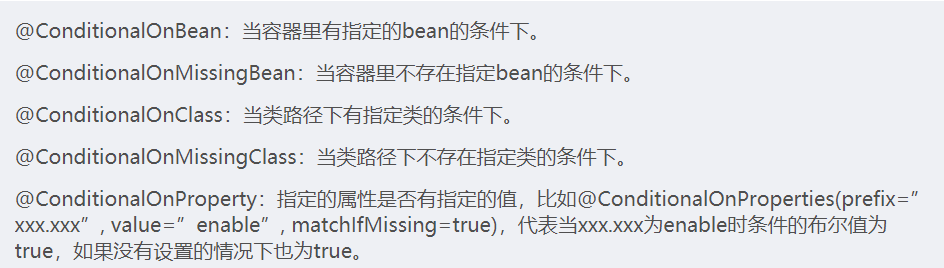 @ConditionalOnBean：当容器里有指定的bean的条件下。
@ConditionalOnMissingBean：当容器里不存在指定bean的条件下。
@ConditionalOnClass：当类路径下有指定类的条件下。
@ConditionalOnMissingClass：当类路径下不存在指定类的条件下。
@ConditionalOnProperty：指定的属性是否有指定的值，比如@ConditionalOnProperties(prefix=”
xxx.xxx”, value=”enable”, matchIfMissing=true)，代表当xxx.xxx为enable时条件的布尔值为
true，如果没有设置的情况下也为true。